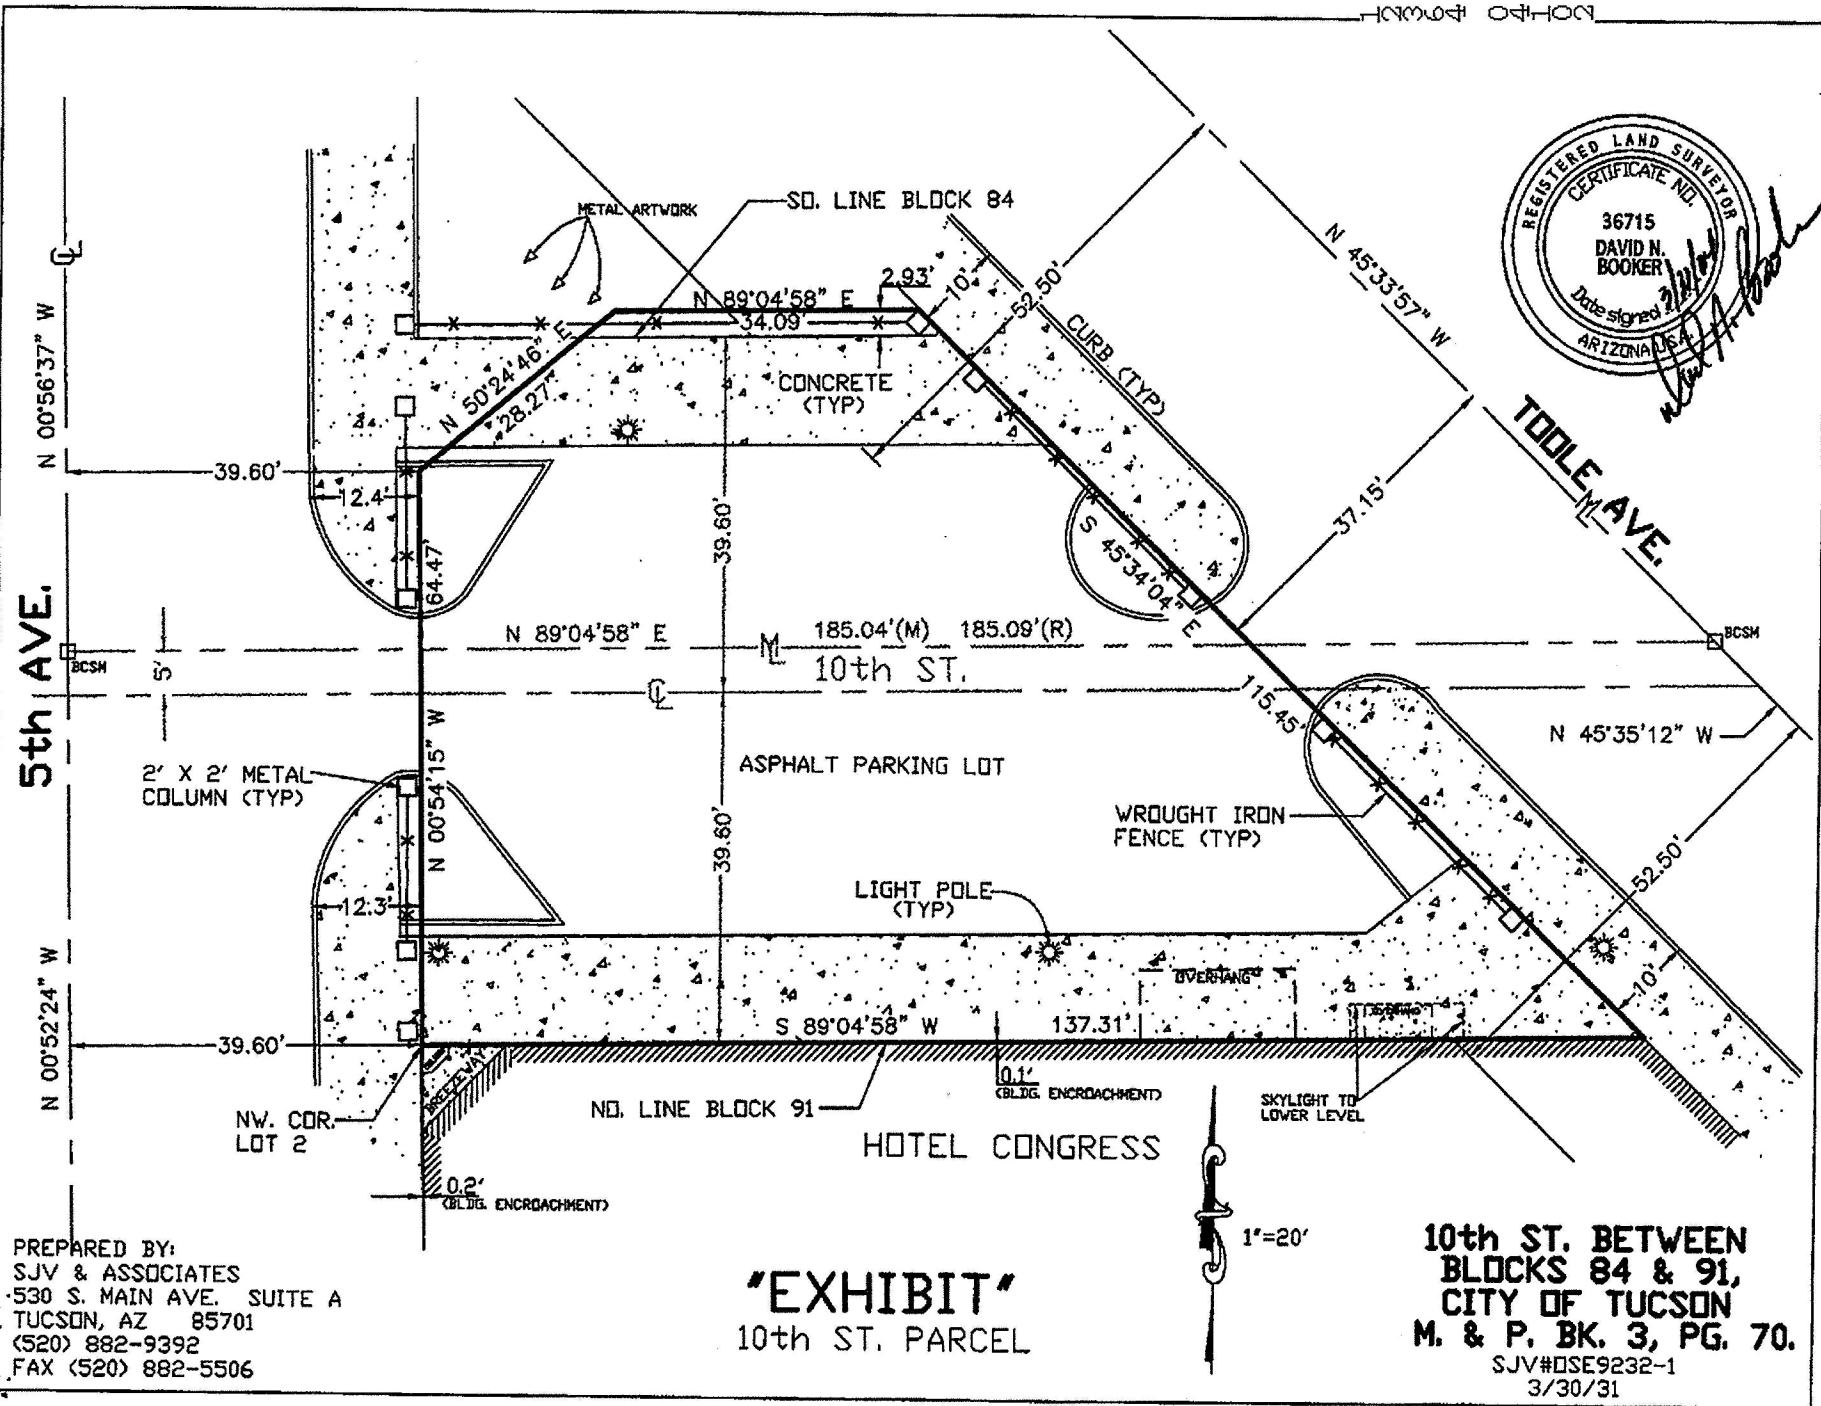 12364 04102
REGISTERED LAND SURVEYOR
CERTIFICATE NO.
36715
DAVID N.
BOOKER
Date signed
ARIZONA U.S.A.
METAL ARTWORK
SO. LINE BLOCK 84
N 89°04'58" E
34.09'
2.93'
10'
52.50'
CURB (TYP)
N 45°33'57" W
TOOLE AVE.
ML
37.15'
CL
N 00°56'37" W
N 50°24'46" E
28.27'
CONCRETE
(TYP)
39.60'
12.4'
39.60'
64.47'
S 45°34'04" E
115.45'
5th AVE.
BCSM
5'
N 89°04'58" E
ML
185.04'(M) 185.09'(R)
10th ST.
CL
BCSM
N 45°35'12" W
2' X 2' METAL
COLUMN (TYP)
N 00°54'15" W
ASPHALT PARKING LOT
39.60'
WROUGHT IRON
FENCE (TYP)
52.50'
LIGHT POLE
(TYP)
12.3'
OVERHANG
10'
N 00°52'24" W
39.60'
S 89°04'58" W
137.31'
BREEZEWAY
NW. COR.
LOT 2
NO. LINE BLOCK 91
0.1'
(BLDG. ENCROACHMENT)
SKYLIGHT TO
LOWER LEVEL
HOTEL CONGRESS
0.2'
(BLDG. ENCROACHMENT)
1"=20'
PREPARED BY:
SJV & ASSOCIATES
530 S. MAIN AVE. SUITE A
TUCSON, AZ 85701
(520) 882-9392
FAX (520) 882-5506
"EXHIBIT"
10th ST. PARCEL
10th ST. BETWEEN
BLOCKS 84 & 91,
CITY OF TUCSON
M. & P. BK. 3, PG. 70.
SJV#OSE9232-1
3/30/31